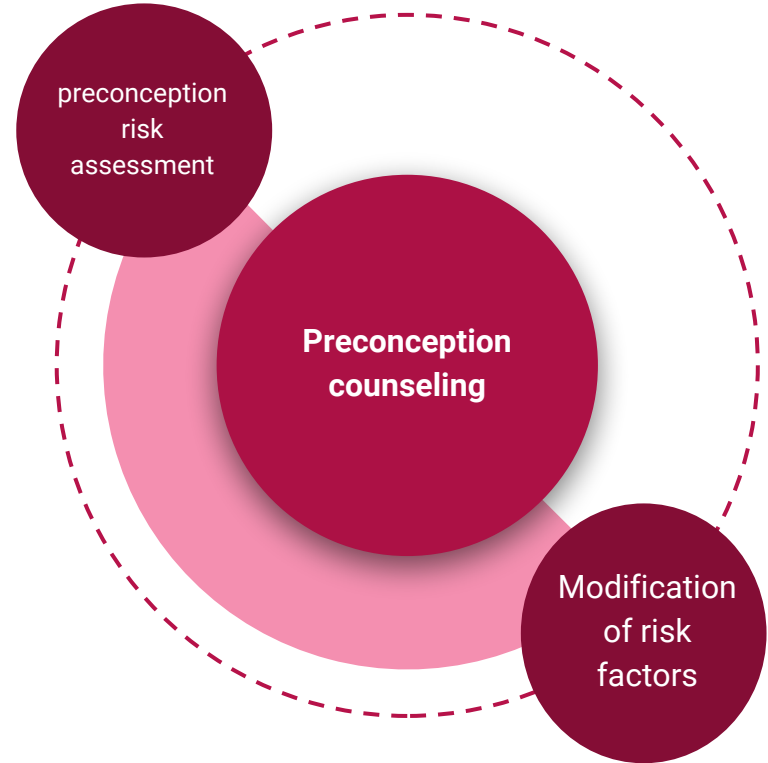 preconception
risk
assessment
Preconception
counseling
Modification
of risk
factors